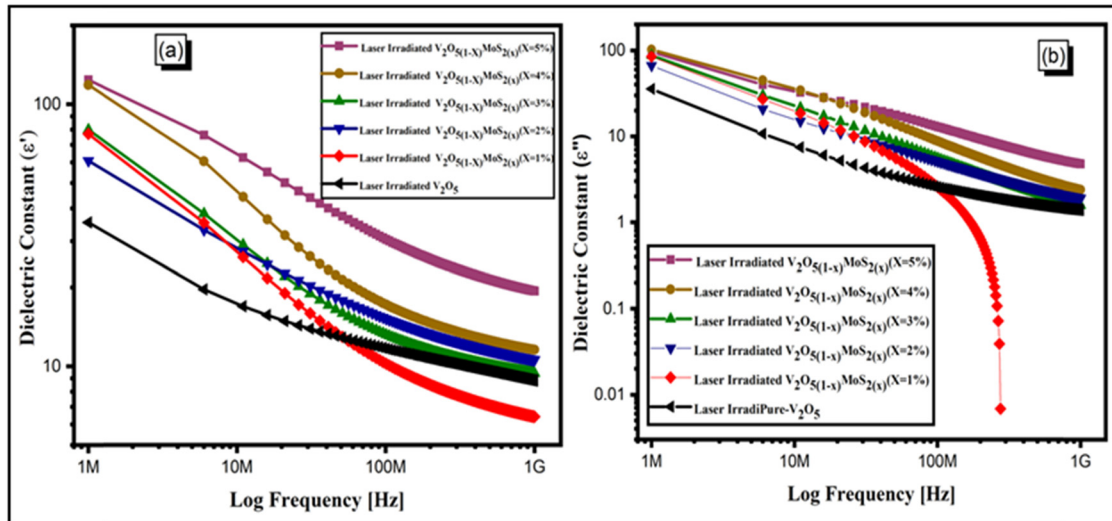 (a)
Laser Irradiated V2O5(1-X)MoS2(x)(X=5%)
Laser Irradiated V2O5(1-X)MoS2(x)(X=4%)
Laser Irradiated V2O5(1-X)MoS2(x)(X=3%)
Laser Irradiated V2O5(1-X)MoS2(x)(X=2%)
Laser Irradiated V2O5(1-X)MoS2(x)(X=1%)
Laser Irradiated V2O5
Dielectric Constant (ε')
100
10
1M
10M
100M
1G
Log Frequency [Hz]
(b)
Dielectric Constant (ε'')
100
10
1
0.1
0.01
Laser Irradiated V2O5(1-x)MoS2(x)(X=5%)
Laser Irradiated V2O5(1-x)MoS2(x)(X=4%)
Laser Irradiated V2O5(1-x)MoS2(x)(X=3%)
Laser Irradiated V2O5(1-x)MoS2(x)(X=2%)
Laser Irradiated V2O5(1-x)MoS2(x)(X=1%)
Laser IrradiPure-V2O5
1M
10M
100M
1G
Log Frequency [Hz]